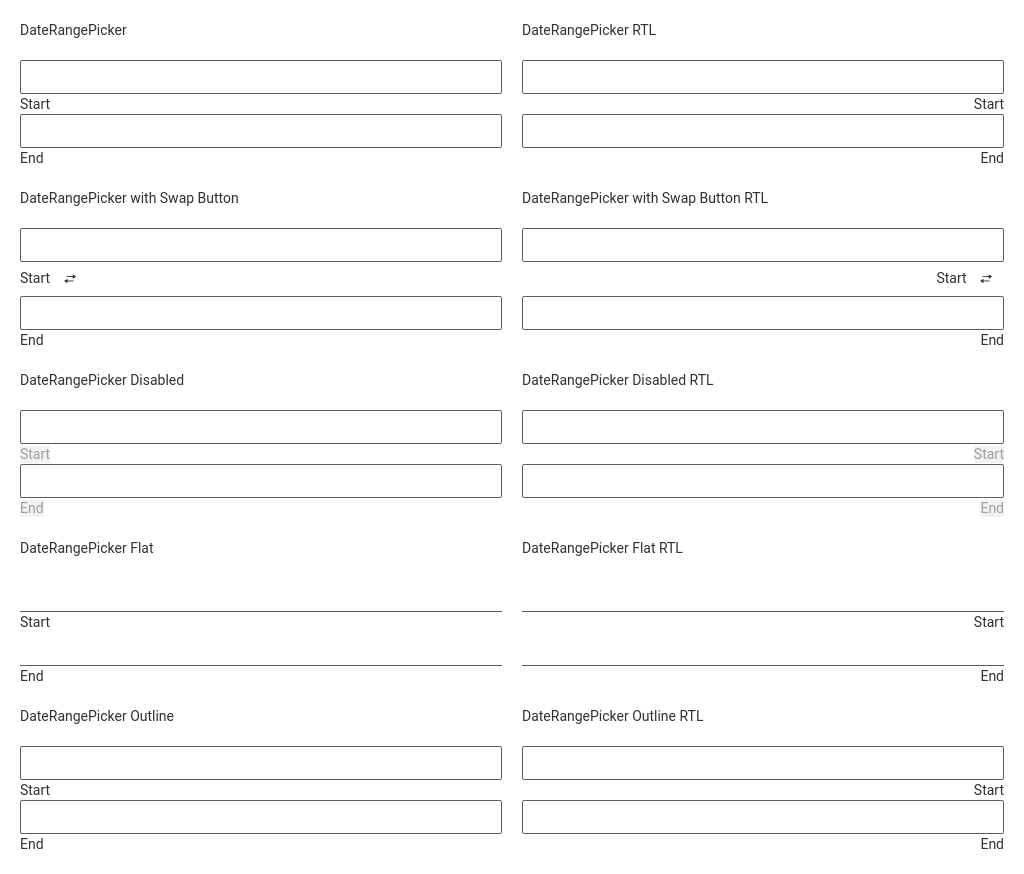 DateRangePicker
Start
End
DateRangePicker RTL
Start
End
DateRangePicker with Swap Button
Start
End
DateRangePicker with Swap Button RTL
Start
End
DateRangePicker Disabled
Start
End
DateRangePicker Disabled RTL
Start
End
DateRangePicker Flat
Start
End
DateRangePicker Flat RTL
Start
End
DateRangePicker Outline
Start
End
DateRangePicker Outline RTL
Start
End